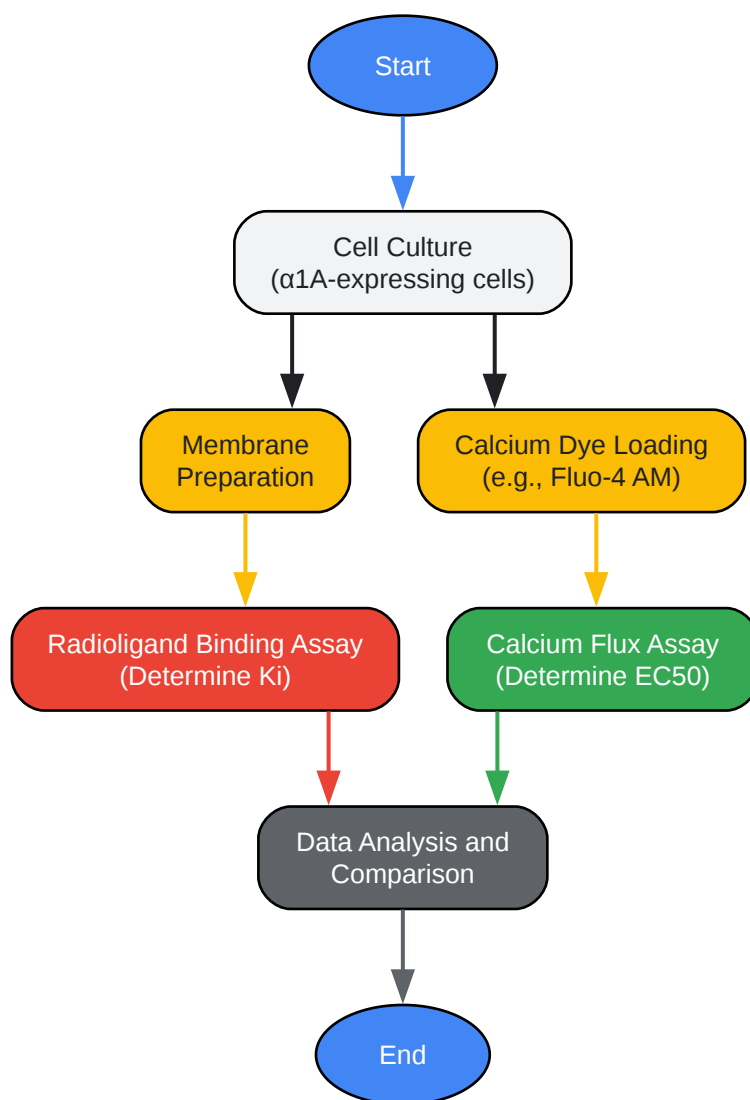 Start
Cell Culture
(α1A-expressing cells)
Membrane
Preparation
Calcium Dye Loading
(e.g., Fluo-4 AM)
Radioligand Binding Assay
(Determine Ki)
Calcium Flux Assay
(Determine EC50)
Data Analysis and
Comparison
End